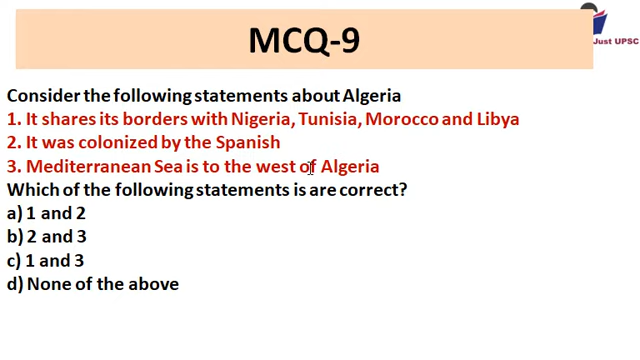 MCQ-9
Just UPSC
Consider the following statements about Algeria
1. It shares its borders with Nigeria, Tunisia, Morocco and Libya
2. It was colonized by the Spanish
3. Mediterranean Sea is to the west of Algeria
Which of the following statements is are correct?
a) 1 and 2
b) 2 and 3
c) 1 and 3
d) None of the above